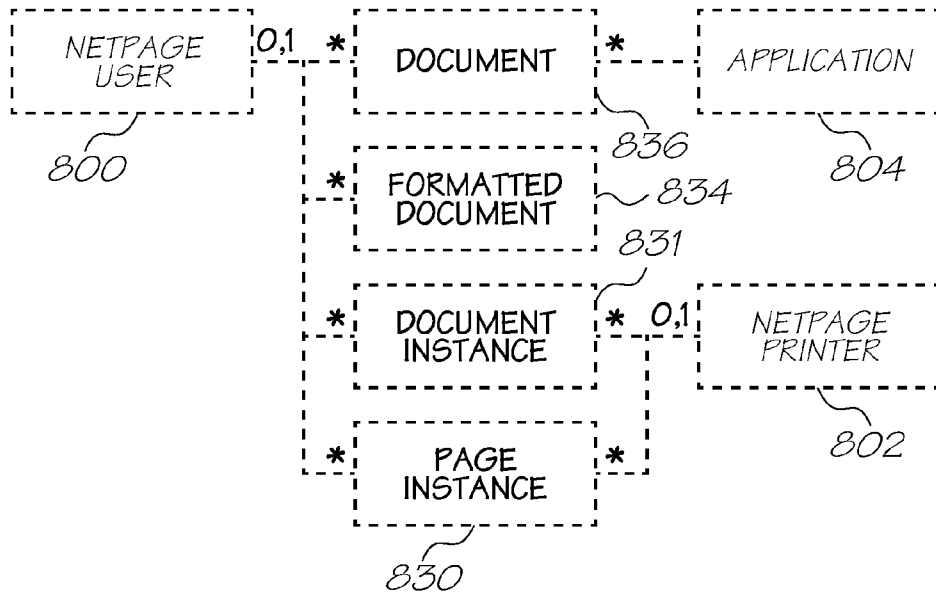 NETPAGE
USER
0,1
*
DOCUMENT
*
APPLICATION
800
836
804
*
FORMATTED
DOCUMENT
834
831
*
DOCUMENT
INSTANCE
*
0,1
NETPAGE
PRINTER
802
*
PAGE
INSTANCE
*
830